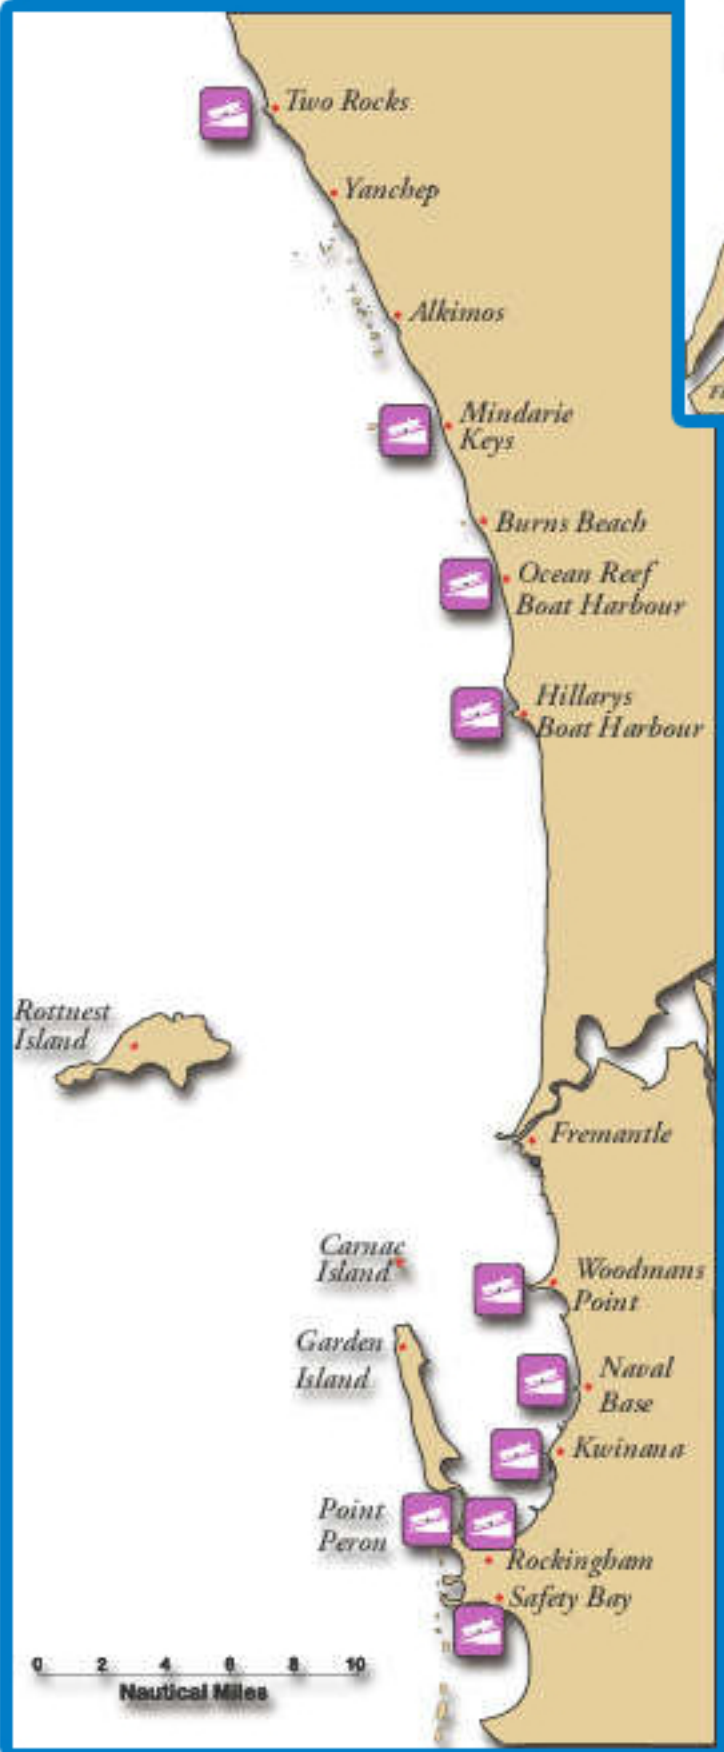 Two Rocks
Yanchep
Alkimos
Mindarie
Keys
Burns Beach
Ocean Reef
Boat Harbour
Hillarys
Boat Harbour
Rottnest
Island
Fremantle
Carnac
Island
Woodmans
Point
Garden
Island
Naval
Base
Kwinana
Point
Peron
Rockingham
Safety Bay
0 2 4 6 8 10
Nautical Miles